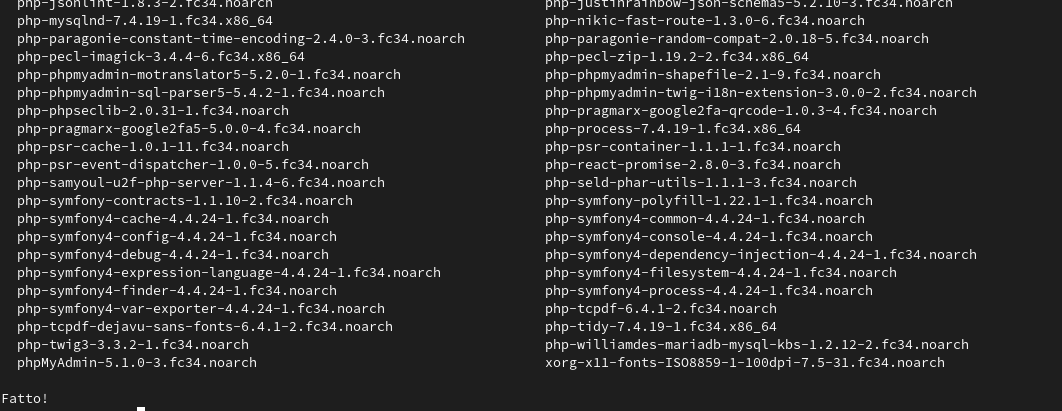 php-jsonlint-1.8.3-2.fc34.noarch php-justinrainbow-json-schema5-5.2.10-3.fc34.noarch
php-mysqlnd-7.4.19-1.fc34.x86_64 php-nikic-fast-route-1.3.0-6.fc34.noarch
php-paragonie-constant-time-encoding-2.4.0-3.fc34.noarch php-paragonie-random-compat-2.0.18-5.fc34.noarch
php-pecl-imagick-3.4.4-6.fc34.x86_64 php-pecl-zip-1.19.2-2.fc34.x86_64
php-phpmyadmin-motranslator5-5.2.0-1.fc34.noarch php-phpmyadmin-shapefile-2.1-9.fc34.noarch
php-phpmyadmin-sql-parser5-5.4.2-1.fc34.noarch php-phpmyadmin-twig-i18n-extension-3.0.0-2.fc34.noarch
php-phpseclib-2.0.31-1.fc34.noarch php-pragmarx-google2fa-qrcode-1.0.3-4.fc34.noarch
php-pragmarx-google2fa5-5.0.0-4.fc34.noarch php-process-7.4.19-1.fc34.x86_64
php-psr-cache-1.0.1-11.fc34.noarch php-psr-container-1.1.1-1.fc34.noarch
php-psr-event-dispatcher-1.0.0-5.fc34.noarch php-react-promise-2.8.0-3.fc34.noarch
php-samyoul-u2f-php-server-1.1.4-6.fc34.noarch php-seld-phar-utils-1.1.1-3.fc34.noarch
php-symfony-contracts-1.1.10-2.fc34.noarch php-symfony-polyfill-1.22.1-1.fc34.noarch
php-symfony4-cache-4.4.24-1.fc34.noarch php-symfony4-common-4.4.24-1.fc34.noarch
php-symfony4-config-4.4.24-1.fc34.noarch php-symfony4-console-4.4.24-1.fc34.noarch
php-symfony4-debug-4.4.24-1.fc34.noarch php-symfony4-dependency-injection-4.4.24-1.fc34.noarch
php-symfony4-expression-language-4.4.24-1.fc34.noarch php-symfony4-filesystem-4.4.24-1.fc34.noarch
php-symfony4-finder-4.4.24-1.fc34.noarch php-symfony4-process-4.4.24-1.fc34.noarch
php-symfony4-var-exporter-4.4.24-1.fc34.noarch php-tcpdf-6.4.1-2.fc34.noarch
php-tcpdf-dejavu-sans-fonts-6.4.1-2.fc34.noarch php-tidy-7.4.19-1.fc34.x86_64
php-twig3-3.3.2-1.fc34.noarch php-williamdes-mariadb-mysql-kbs-1.2.12-2.fc34.noarch
phpMyAdmin-5.1.0-3.fc34.noarch xorg-x11-fonts-ISO8859-1-100dpi-7.5-31.fc34.noarch
Fatto!